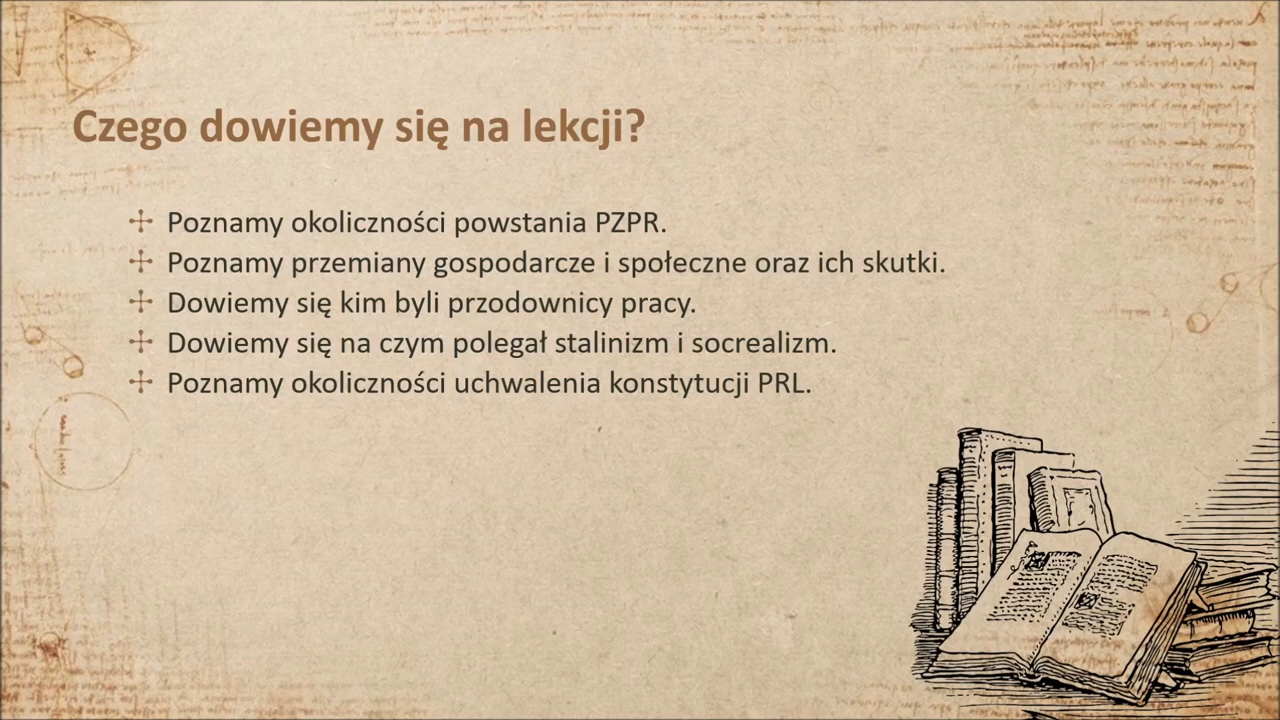 Czego dowiemy się na lekcji?
Poznamy okoliczności powstania PZPR.
Poznamy przemiany gospodarcze i społeczne oraz ich skutki.
Dowiemy się kim byli przodownicy pracy.
Dowiemy się na czym polegał stalinizm i socrealizm.
Poznamy okoliczności uchwalenia konstytucji PRL.